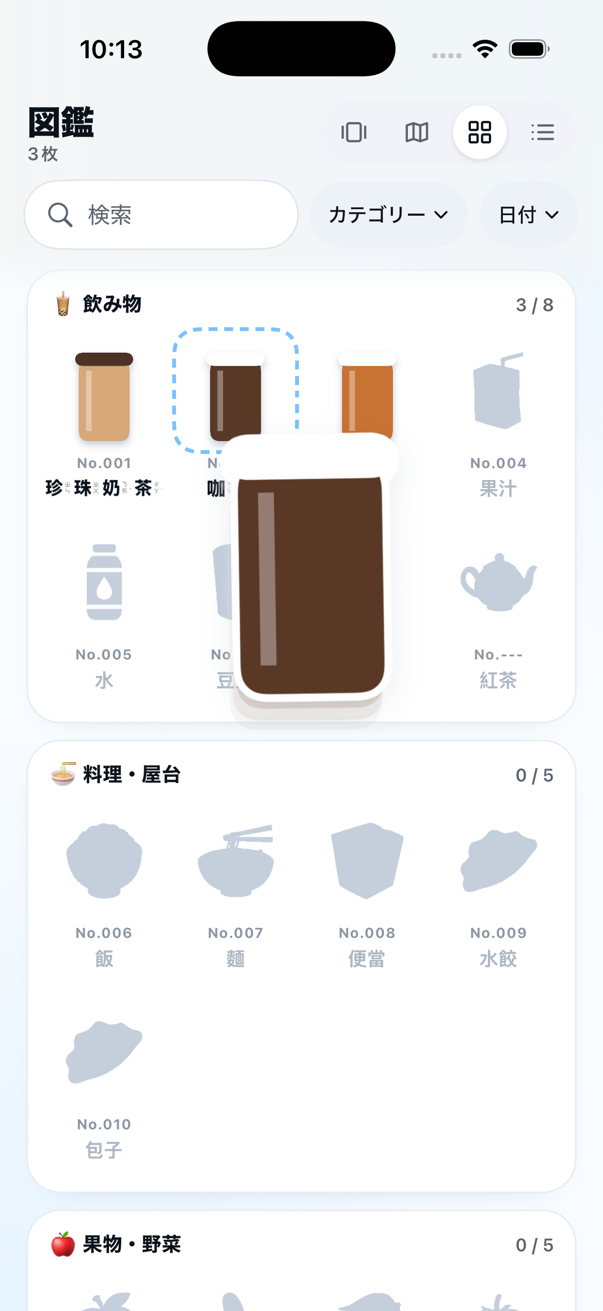 10:13
図鑑
3枚
検索
カテゴリー
日付
飲み物
3 / 8
No.001
No.004
珍珠奶茶
咖
果汁
No.005
No.---
水
豆
紅茶
料理・屋台
0 / 5
No.006
No.007
No.008
No.009
飯
麵
便當
水餃
No.010
包子
果物・野菜
0 / 5